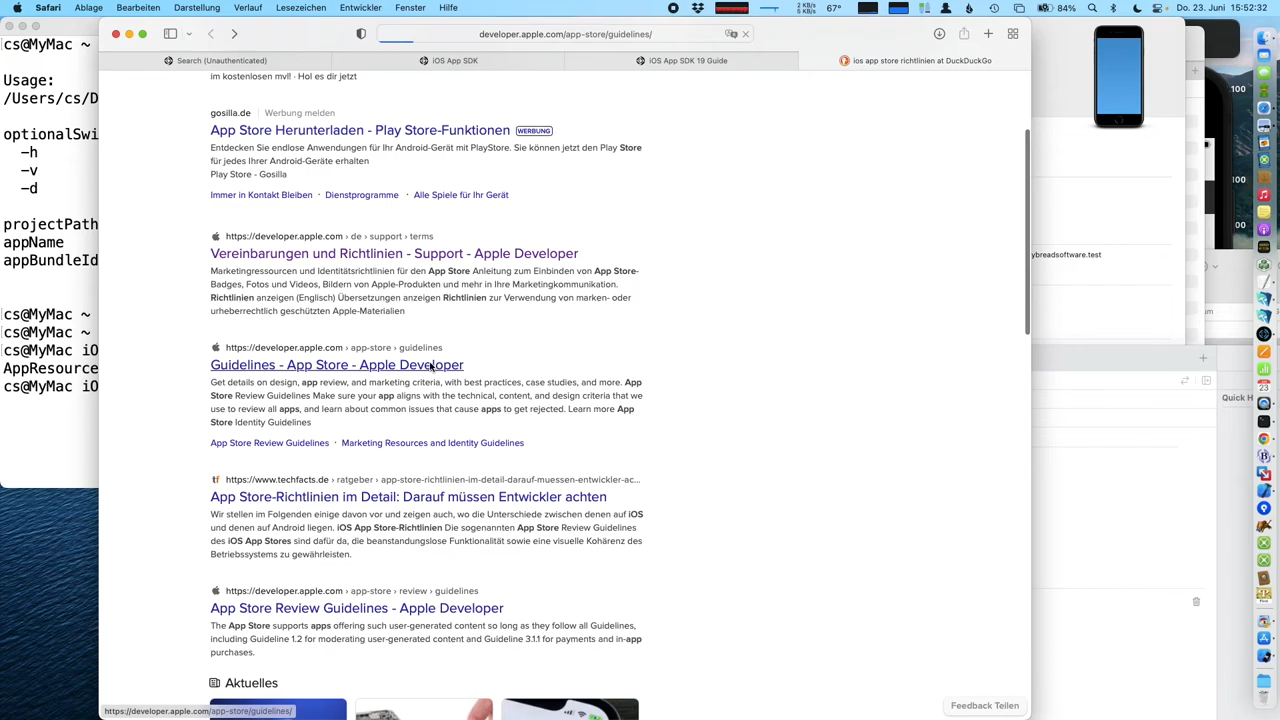 Safari Ablage Bearbeiten Darstellung Verlauf Lesezeichen Entwickler Fenster Hilfe
2 KB/s
5 KB/s
67°
84%
Do. 23. Juni 15:52:33
cs@MyMac ~
Usage:
/Users/cs/D
optionalSwi
-h
-v
-d
projectPath
appName
appBundleId
cs@MyMac ~
cs@MyMac ~
cs@MyMac iO
AppResource
cs@MyMac iO
developer.apple.com/app-store/guidelines/
Search (Unauthenticated)
iOS App SDK
iOS App SDK 19 Guide
ios app store richtlinien at DuckDuckGo
im kostenlosen mvl! · Hol es dir jetzt
gosilla.de Werbung melden
App Store Herunterladen - Play Store-Funktionen WERBUNG
Entdecken Sie endlose Anwendungen für Ihr Android-Gerät mit PlayStore. Sie können jetzt den Play Store
für jedes Ihrer Android-Geräte erhalten
Play Store - Gosilla
Immer in Kontakt Bleiben · Dienstprogramme · Alle Spiele für Ihr Gerät
https://developer.apple.com › de › support › terms
Vereinbarungen und Richtlinien - Support - Apple Developer
Marketingressourcen und Identitätsrichtlinien für den App Store Anleitung zum Einbinden von App Store-
Badges, Fotos und Videos, Bildern von Apple-Produkten und mehr in Ihre Marketingkommunikation.
Richtlinien anzeigen (Englisch) Übersetzungen anzeigen Richtlinien zur Verwendung von marken- oder
urheberrechtlich geschützten Apple-Materialien
https://developer.apple.com › app-store › guidelines
Guidelines - App Store - Apple Developer
Get details on design, app review, and marketing criteria, with best practices, case studies, and more. App
Store Review Guidelines Make sure your app aligns with the technical, content, and design criteria that we
use to review all apps, and learn about common issues that cause apps to get rejected. Learn more App
Store Identity Guidelines
App Store Review Guidelines · Marketing Resources and Identity Guidelines
https://www.techfacts.de › ratgeber › app-store-richtlinien-im-detail-darauf-muessen-entwickler-ac...
App Store-Richtlinien im Detail: Darauf müssen Entwickler achten
Wir stellen im Folgenden einige davon vor und zeigen auch, wo die Unterschiede zwischen denen auf iOS
und denen auf Android liegen. iOS App Store-Richtlinien Die sogenannten App Store Review Guidelines
des iOS App Stores sind dafür da, die beanstandungslose Funktionalität sowie eine visuelle Kohärenz des
Betriebssystems zu gewährleisten.
https://developer.apple.com › app-store › review › guidelines
App Store Review Guidelines - Apple Developer
The App Store supports apps offering such user-generated content so long as they follow all Guidelines,
including Guideline 1.2 for moderating user-generated content and Guideline 3.1.1 for payments and in-app
purchases.
Aktuelles
https://developer.apple.com/app-store/guidelines/
Feedback Teilen
100
100
ybreadsoftware.test
um
Quick H
23